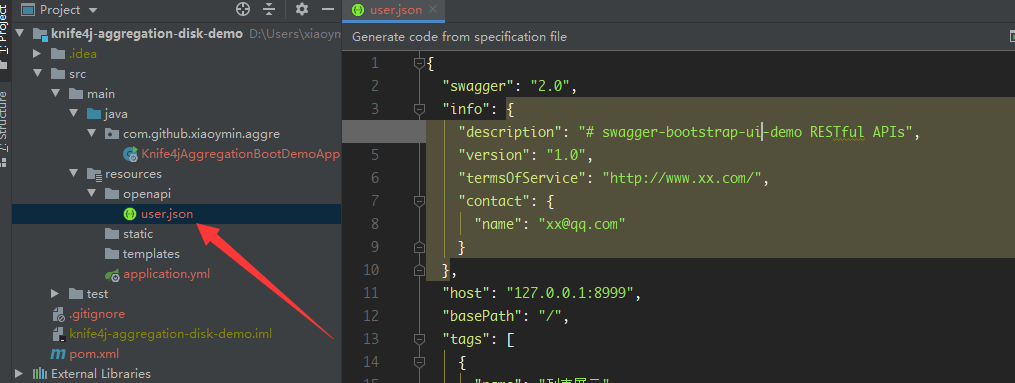 Project
user.json
1: Project
knife4j-aggregation-disk-demo D:\Users\xiaoym
.idea
src
main
java
com.github.xiaoymin.aggre
Knife4jAggregationBootDemoApp
resources
openapi
user.json
static
templates
application.yml
test
.gitignore
knife4j-aggregation-disk-demo.iml
pom.xml
External Libraries
7: Structure
Generate code from specification file
1 {
2 "swagger": "2.0",
3 "info": {
"description": "# swagger-bootstrap-ui-demo RESTful APIs",
5 "version": "1.0",
6 "termsOfService": "http://www.xx.com/",
7 "contact": {
8 "name": "xx@qq.com"
9 }
10 },
11 "host": "127.0.0.1:8999",
12 "basePath": "/",
13 "tags": [
14 {